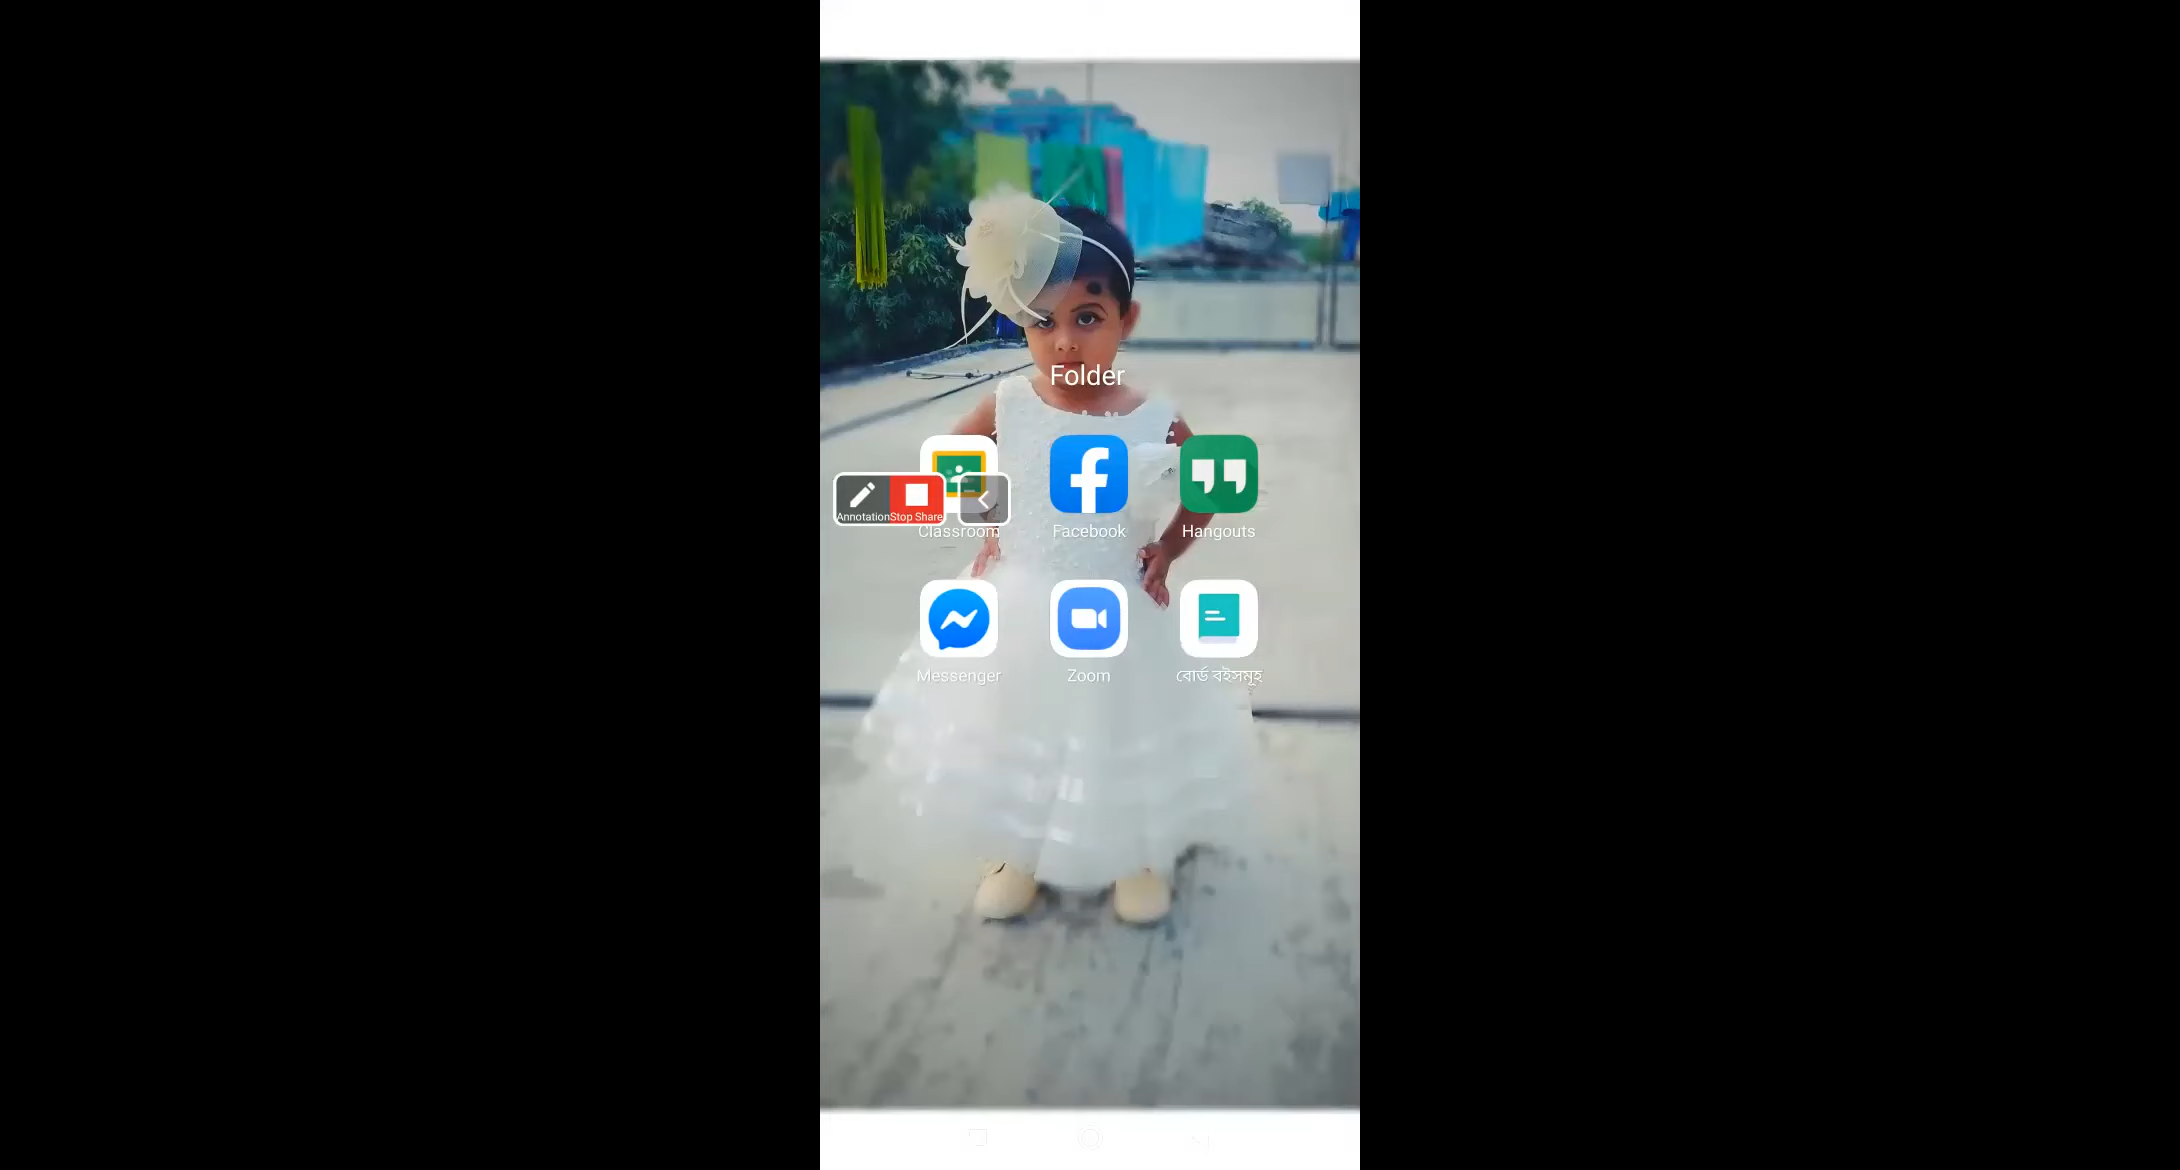 Folder
Annotation Stop Share
Classroom Facebook Hangouts
Messenger Zoom বোর্ড বইসমূহ